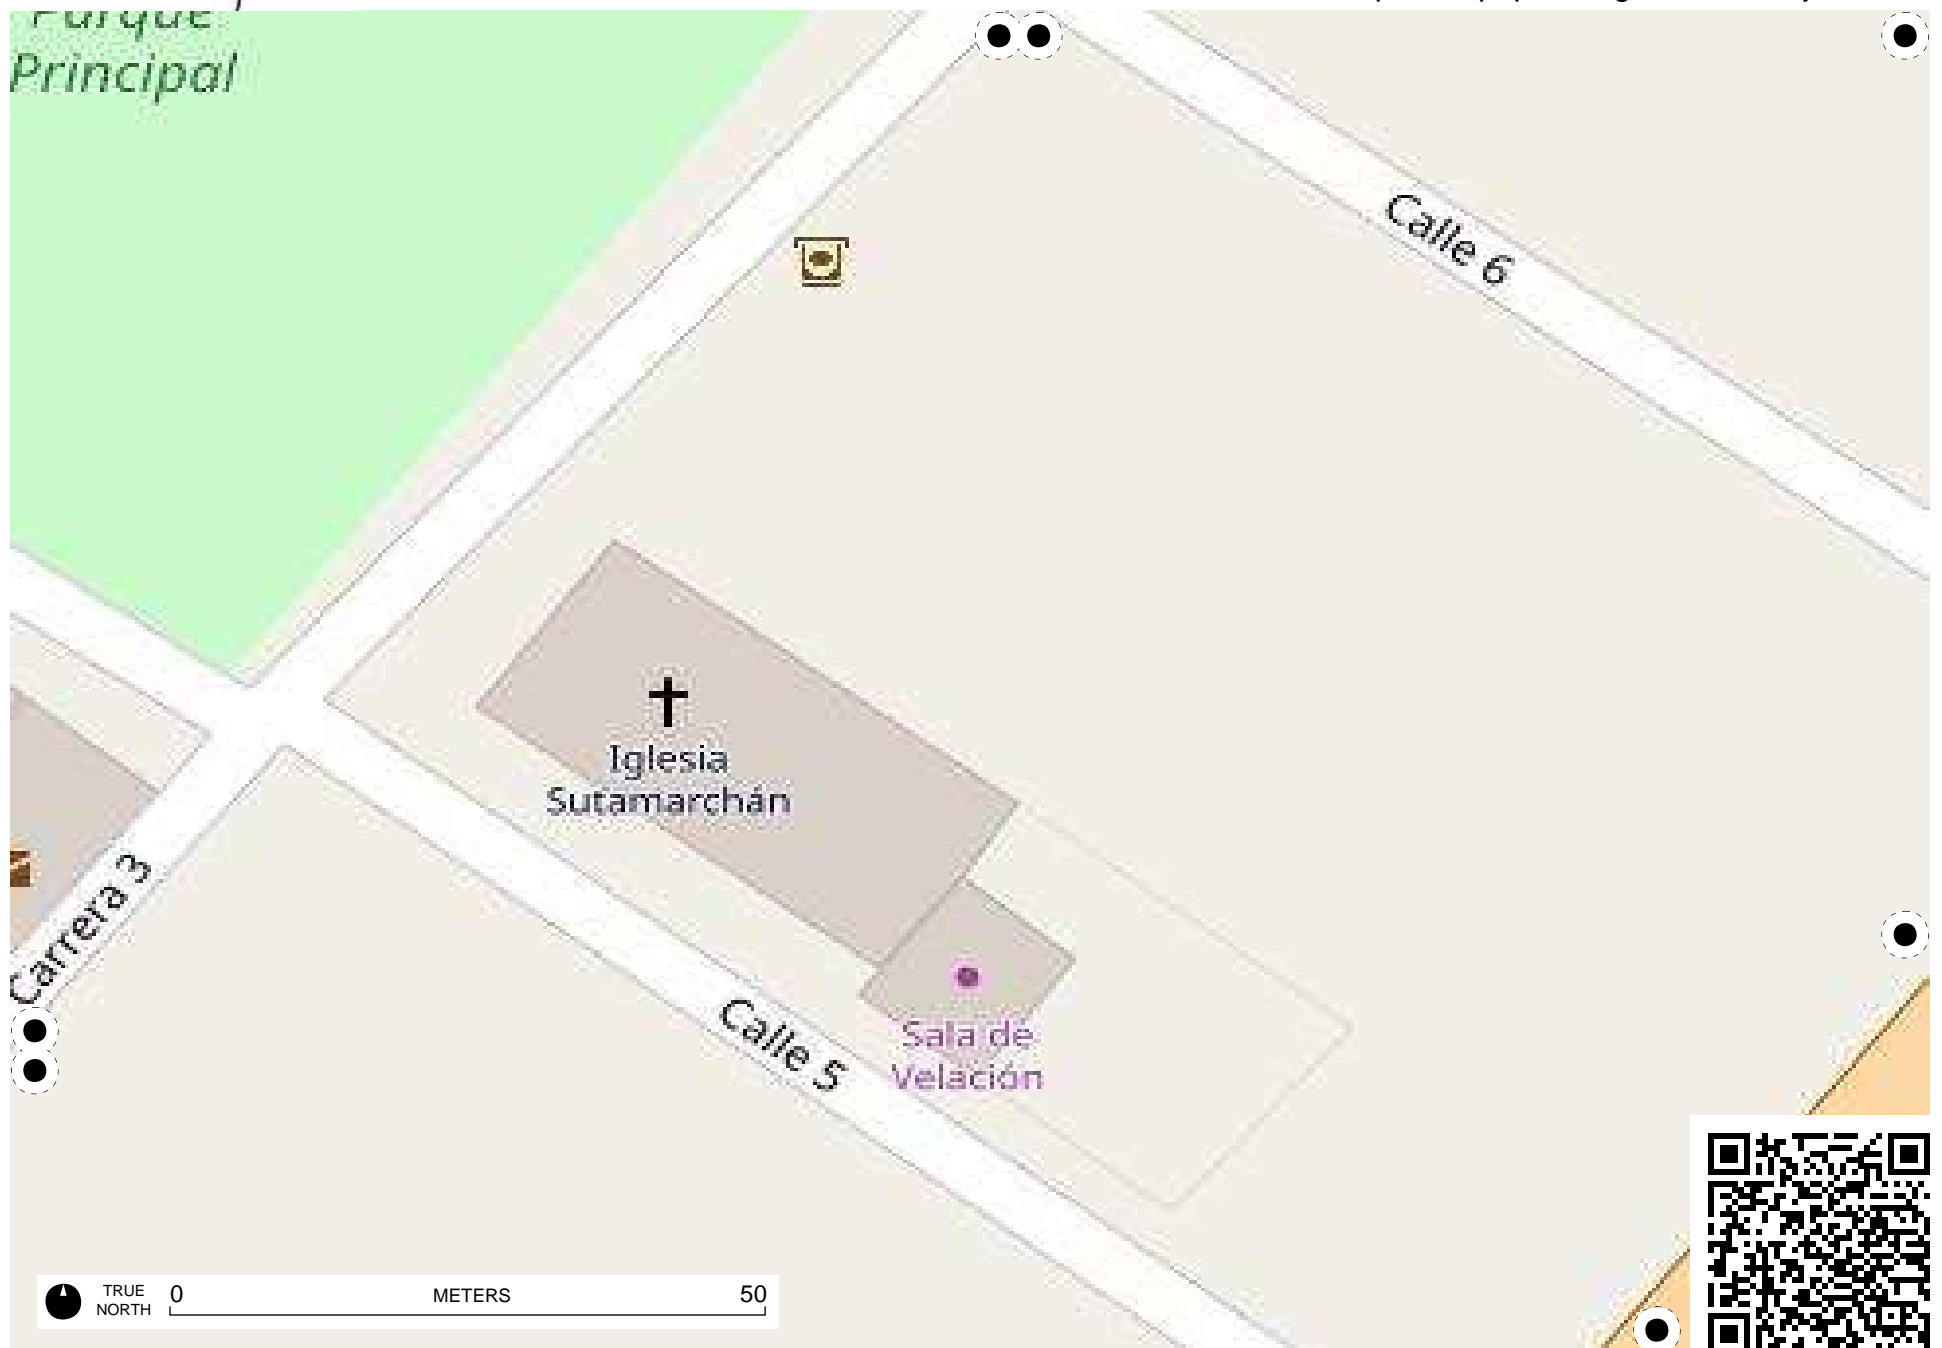 Parque
Principal
Calle 6
Iglesia
Sutamarchán
Carrera 3
Calle 5
Sala de
Velación
TRUE
NORTH
0 METERS 50